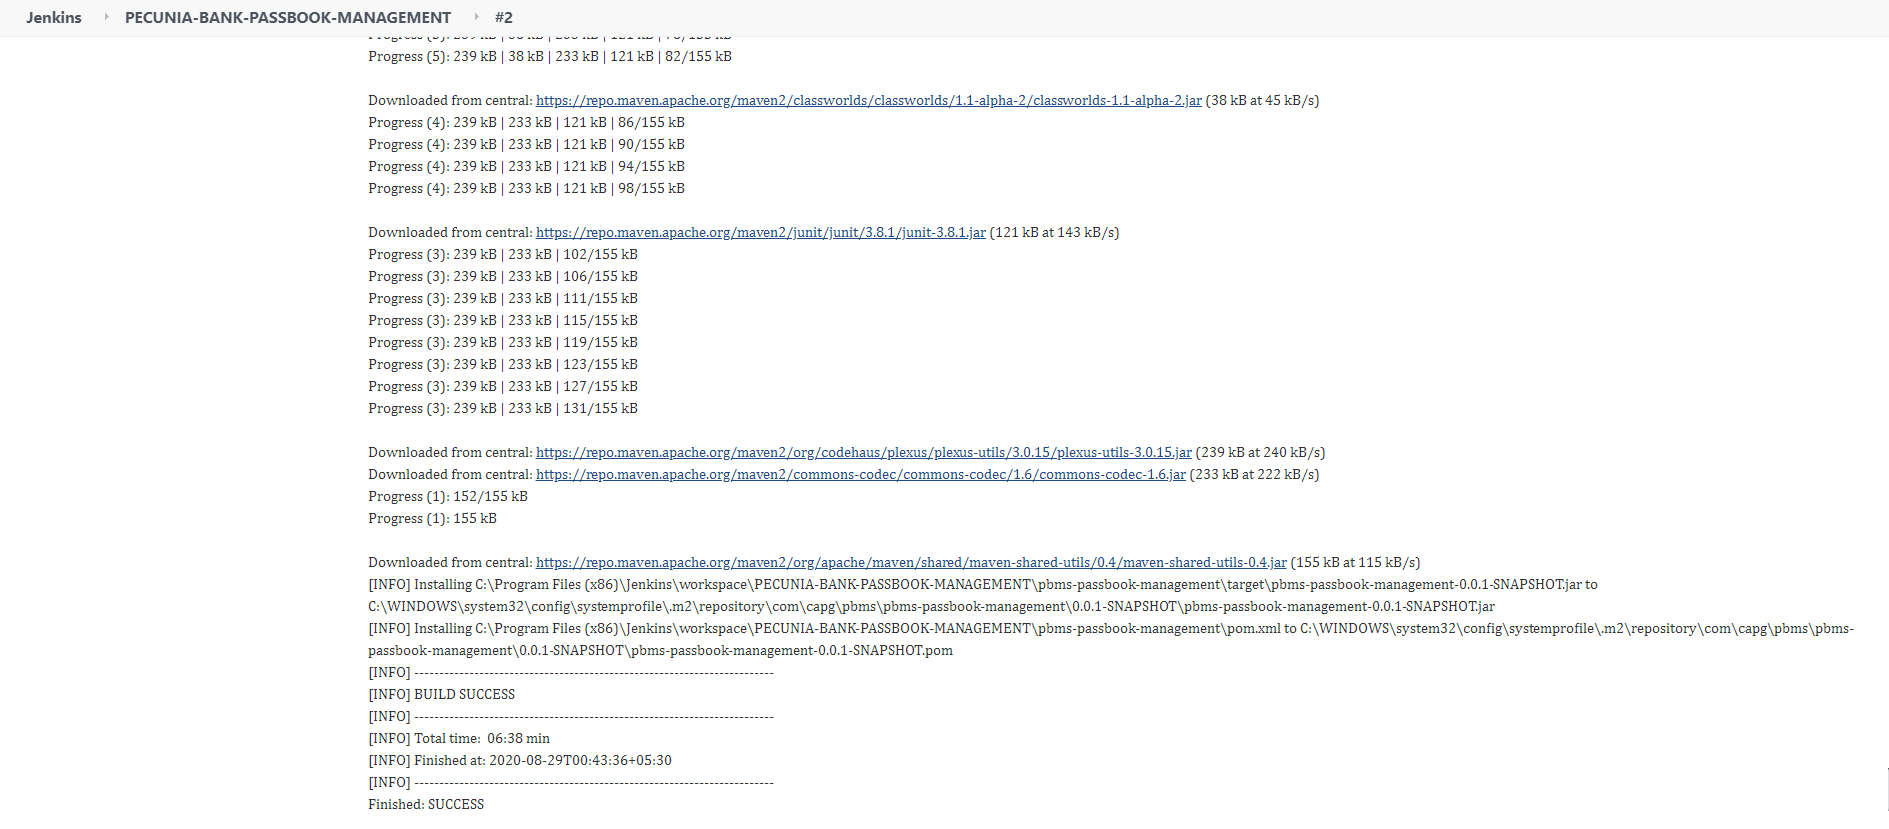 Jenkins PECUNIA-BANK-PASSBOOK-MANAGEMENT #2
Progress (5): 239 kB | 38 kB | 233 kB | 121 kB | 82/155 kB
Downloaded from central: https://repo.maven.apache.org/maven2/classworlds/classworlds/1.1-alpha-2/classworlds-1.1-alpha-2.jar (38 kB at 45 kB/s)
Progress (4): 239 kB | 233 kB | 121 kB | 86/155 kB
Progress (4): 239 kB | 233 kB | 121 kB | 90/155 kB
Progress (4): 239 kB | 233 kB | 121 kB | 94/155 kB
Progress (4): 239 kB | 233 kB | 121 kB | 98/155 kB
Downloaded from central: https://repo.maven.apache.org/maven2/junit/junit/3.8.1/junit-3.8.1.jar (121 kB at 143 kB/s)
Progress (3): 239 kB | 233 kB | 102/155 kB
Progress (3): 239 kB | 233 kB | 106/155 kB
Progress (3): 239 kB | 233 kB | 111/155 kB
Progress (3): 239 kB | 233 kB | 115/155 kB
Progress (3): 239 kB | 233 kB | 119/155 kB
Progress (3): 239 kB | 233 kB | 123/155 kB
Progress (3): 239 kB | 233 kB | 127/155 kB
Progress (3): 239 kB | 233 kB | 131/155 kB
Downloaded from central: https://repo.maven.apache.org/maven2/org/codehaus/plexus/plexus-utils/3.0.15/plexus-utils-3.0.15.jar (239 kB at 240 kB/s)
Downloaded from central: https://repo.maven.apache.org/maven2/commons-codec/commons-codec/1.6/commons-codec-1.6.jar (233 kB at 222 kB/s)
Progress (1): 152/155 kB
Progress (1): 155 kB
Downloaded from central: https://repo.maven.apache.org/maven2/org/apache/maven/shared/maven-shared-utils/0.4/maven-shared-utils-0.4.jar (155 kB at 115 kB/s)
[INFO] Installing C:\Program Files (x86)\Jenkins\workspace\PECUNIA-BANK-PASSBOOK-MANAGEMENT\pbms-passbook-management\target\pbms-passbook-management-0.0.1-SNAPSHOT.jar to
C:\WINDOWS\system32\config\systemprofile\.m2\repository\com\capg\pbms\pbms-passbook-management\0.0.1-SNAPSHOT\pbms-passbook-management-0.0.1-SNAPSHOT.jar
[INFO] Installing C:\Program Files (x86)\Jenkins\workspace\PECUNIA-BANK-PASSBOOK-MANAGEMENT\pbms-passbook-management\pom.xml to C:\WINDOWS\system32\config\systemprofile\.m2\repository\com\capg\pbms\pbms-
passbook-management\0.0.1-SNAPSHOT\pbms-passbook-management-0.0.1-SNAPSHOT.pom
[INFO] ------------------------------------------------------------------------
[INFO] BUILD SUCCESS
[INFO] ------------------------------------------------------------------------
[INFO] Total time:  06:38 min
[INFO] Finished at: 2020-08-29T00:43:36+05:30
[INFO] ------------------------------------------------------------------------
Finished: SUCCESS